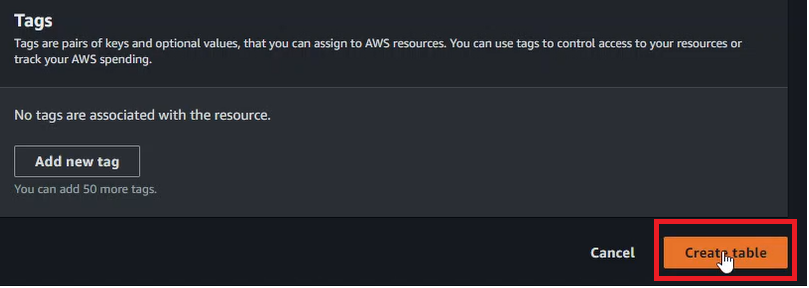 Tags
Tags are pairs of keys and optional values, that you can assign to AWS resources. You can use tags to control access to your resources or
track your AWS spending.
No tags are associated with the resource.
Add new tag
You can add 50 more tags.
Cancel
Create table